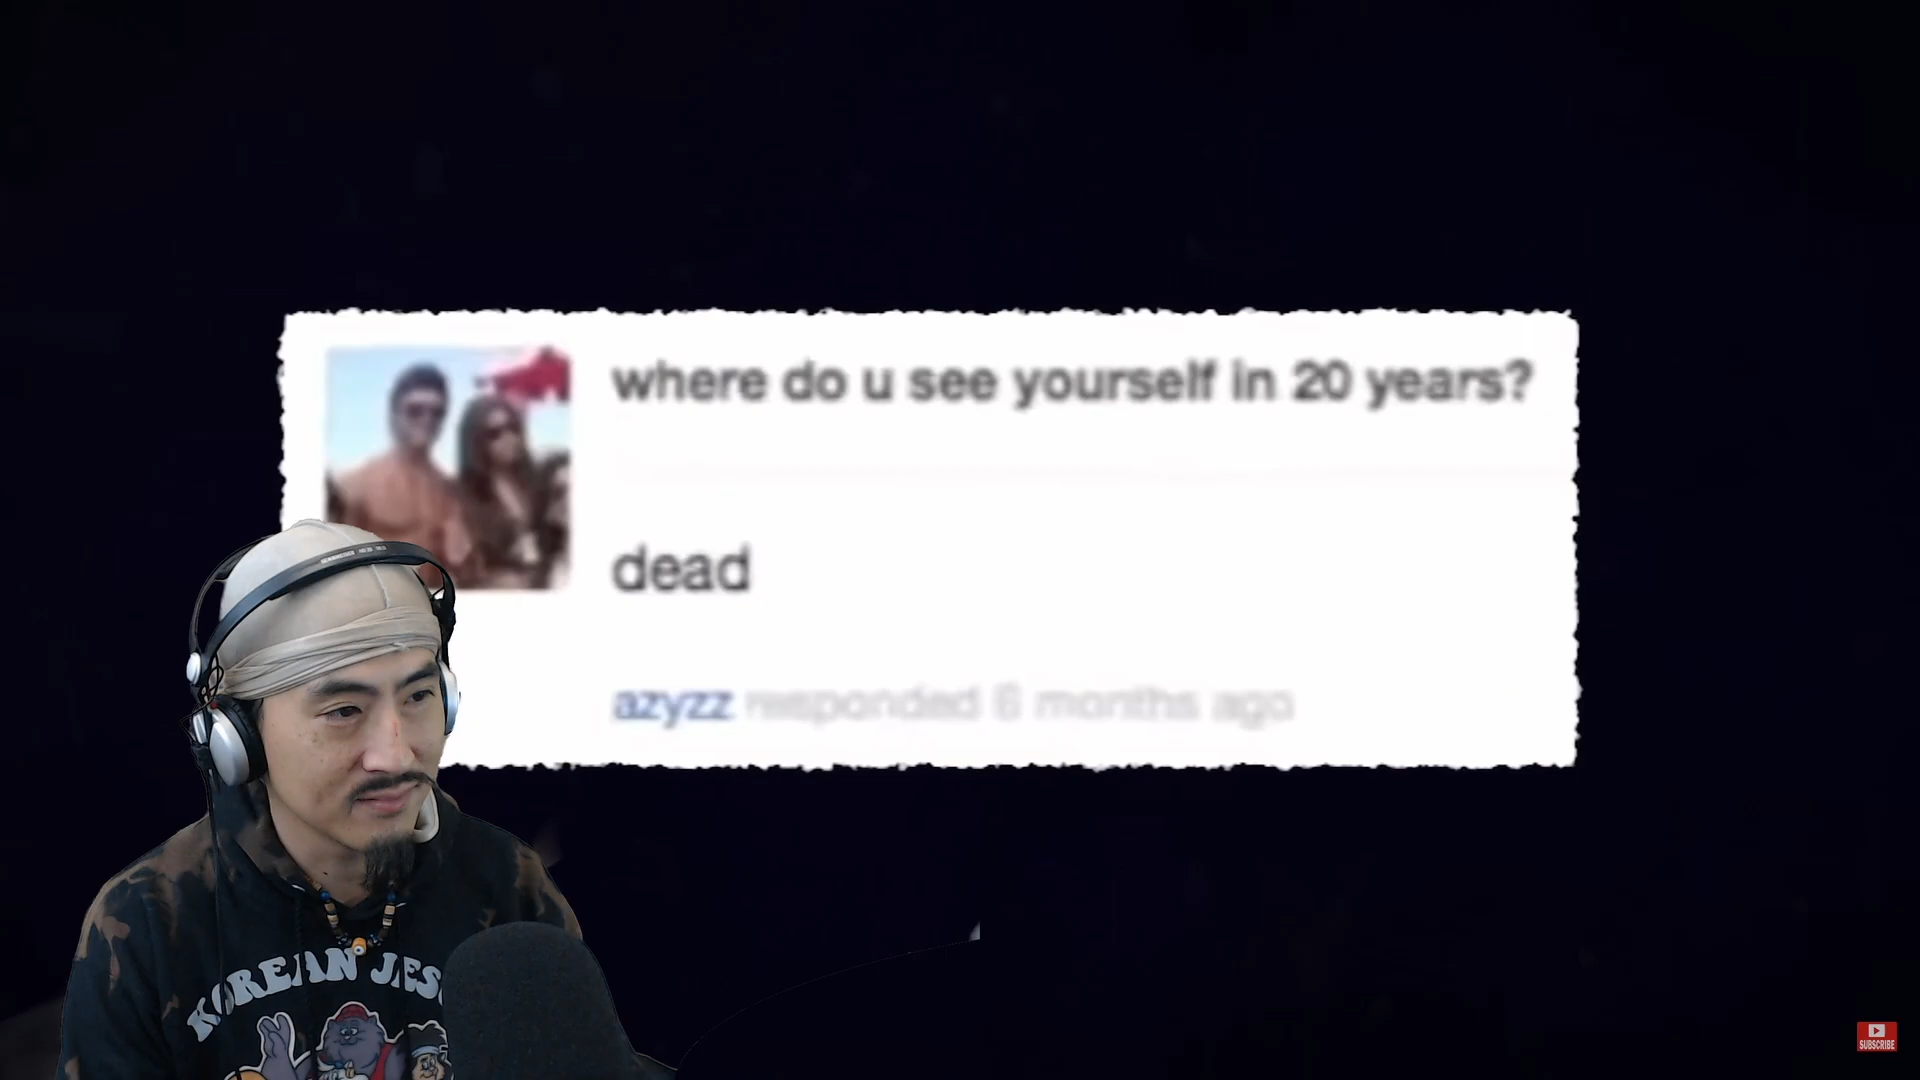 where do u see yourself in 20 years?
dead
azyzz responded 6 months ago
KOREAN JES
SUBSCRIBE